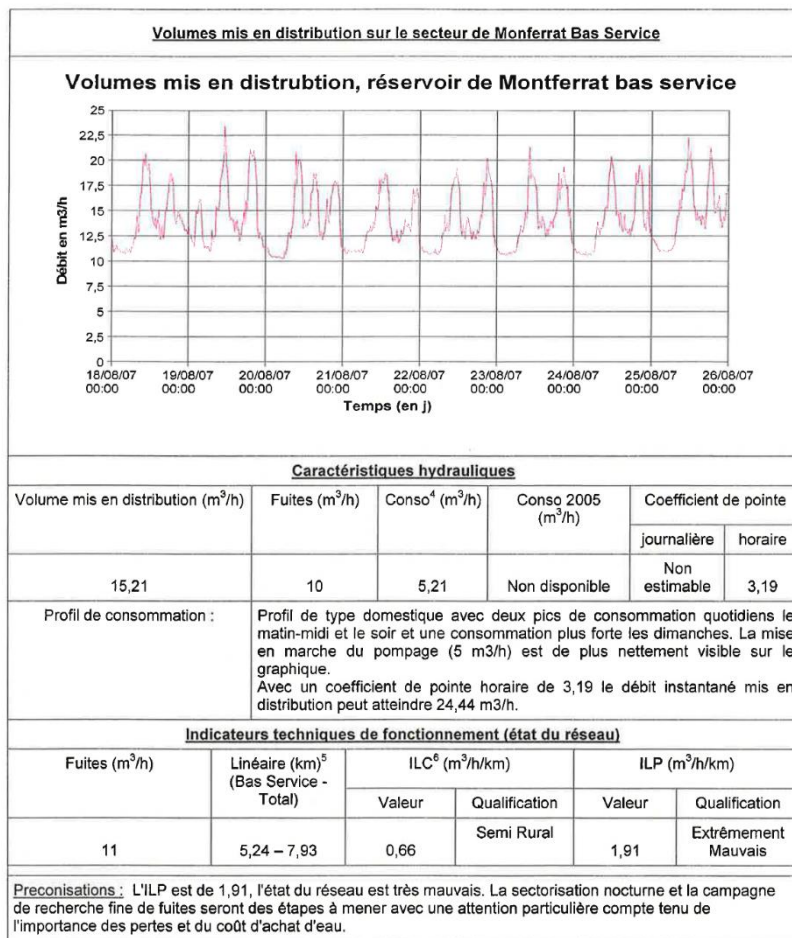 Volumes mis en distribution sur le secteur de Monferrat Bas Service
Volumes mis en distrubtion, réservoir de Montferrat bas service
Débit en m3/h
25
22,5
20
17,5
15
12,5
10
7,5
5
2,5
0
18/08/07 19/08/07 20/08/07 21/08/07 22/08/07 23/08/07 24/08/07 25/08/07 26/08/07
00:00 00:00 00:00 00:00 00:00 00:00 00:00 00:00 00:00
Temps (en j)
Caractéristiques hydrauliques
Volume mis en distribution (m³/h) Fuites (m³/h) Conso⁴ (m³/h) Conso 2005 (m³/h) Coefficient de pointe
journalière horaire
15,21 10 5,21 Non disponible Non estimable 3,19
Profil de consommation :
Profil de type domestique avec deux pics de consommation quotidiens le
matin-midi et le soir et une consommation plus forte les dimanches. La mise
en marche du pompage (5 m3/h) est de plus nettement visible sur le
graphique.
Avec un coefficient de pointe horaire de 3,19 le débit instantané mis en
distribution peut atteindre 24,44 m3/h.
Indicateurs techniques de fonctionnement (état du réseau)
Fuites (m³/h) Linéaire (km)⁵ (Bas Service - Total) ILC⁶ (m³/h/km) ILP (m³/h/km)
Valeur Qualification Valeur Qualification
11 5,24 – 7,93 0,66 Semi Rural 1,91 Extrêmement Mauvais
Preconisations : L'ILP est de 1,91, l'état du réseau est très mauvais. La sectorisation nocturne et la campagne
de recherche fine de fuites seront des étapes à mener avec une attention particulière compte tenu de
l'importance des pertes et du coût d'achat d'eau.